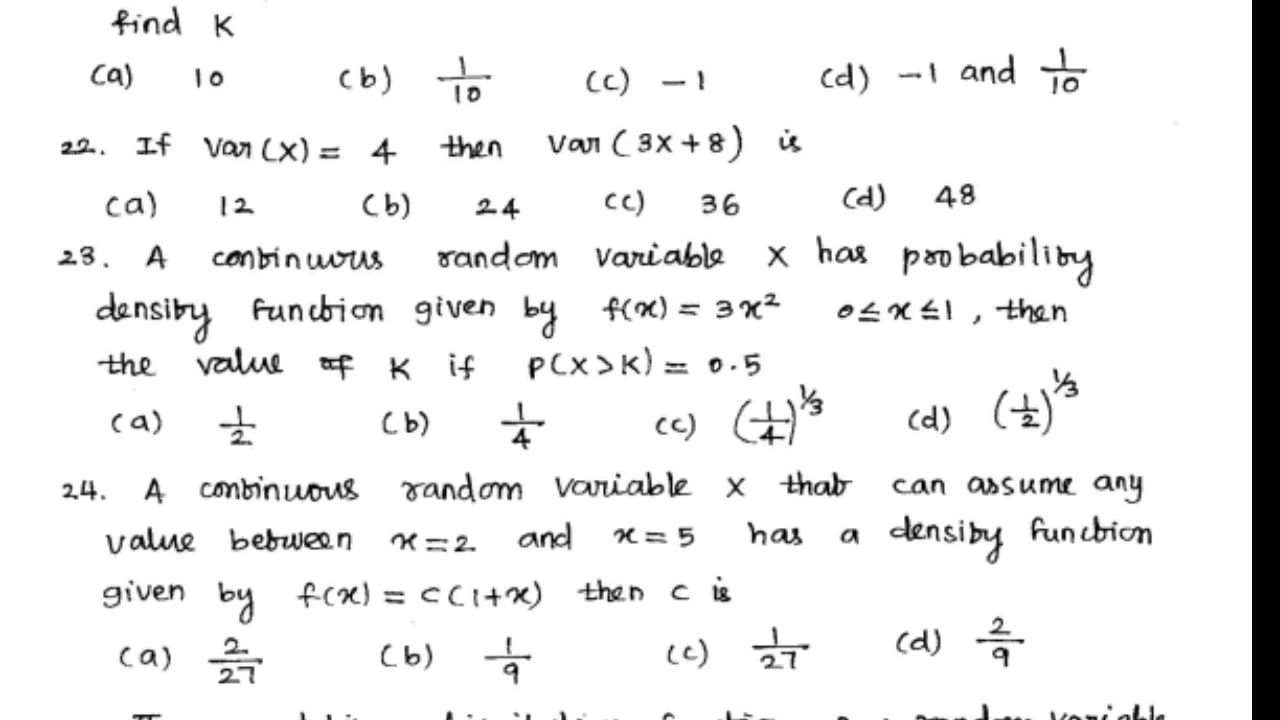 find K
(a) 10 (b) 1/10 (c) -1 (d) -1 and 1/10
22. If Var(X) = 4 then Var(3X+8) is
(a) 12 (b) 24 (c) 36 (d) 48
23. A continuous random variable X has probability
density function given by f(x) = 3x² 0≤x≤1, then
the value of K if P(X>K) = 0.5
(a) 1/2 (b) 1/4 (c) (1/4)^1/3 (d) (1/2)^1/3
24. A continuous random variable X that can assume any
value between x=2 and x=5 has a density function
given by f(x) = c(1+x) then c is
(a) 2/27 (b) 1/9 (c) 1/27 (d) 2/9
random variable